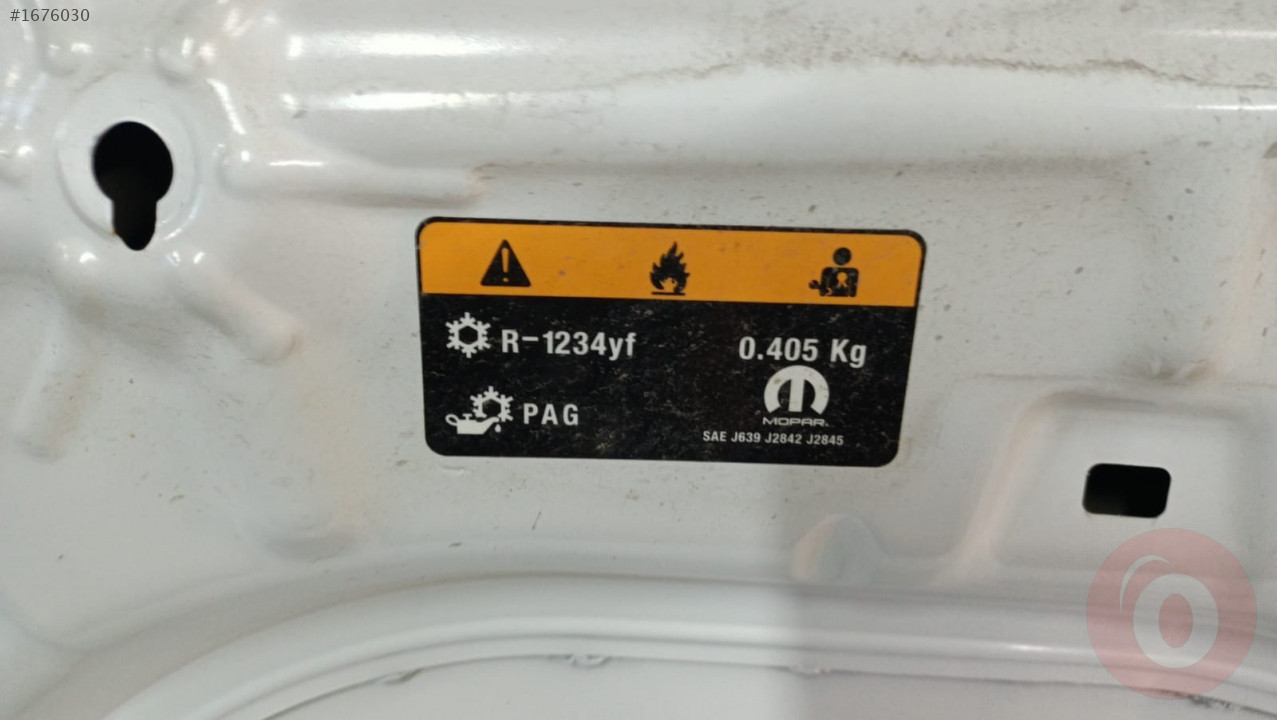 #1676030
R-1234yf 0.405 Kg
PAG
MOPAR.
SAE J639 J2842 J2845